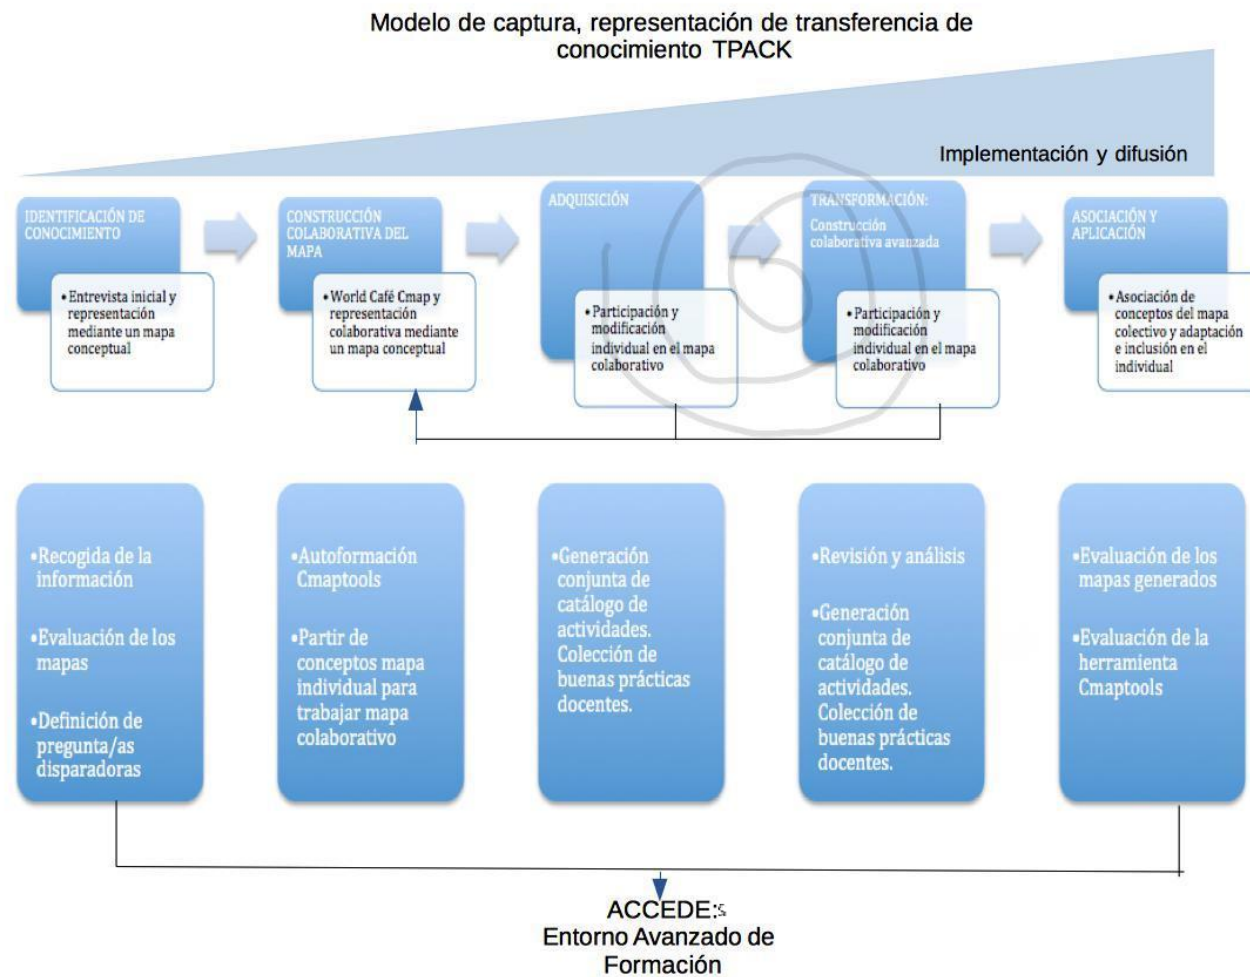 Modelo de captura, representación de transferencia de
conocimiento TPACK
Implementación y difusión
IDENTIFICACIÓN DE
CONOCIMIENTO
•Entrevista inicial y
representación
mediante un mapa
conceptual
CONSTRUCCIÓN
COLABORATIVA DEL
MAPA
•World Café Cmap y
representación
colaborativa mediante
un mapa conceptual
ADQUISICIÓN
•Participación y
modificación
individual en el mapa
colaborativo
TRANSFORMACIÓN:
Construcción
colaborativa avanzada
•Participación y
modificación
individual en el mapa
colaborativo
ASOCIACIÓN Y
APLICACIÓN
•Asociación de
conceptos del mapa
colectivo y adaptación
e inclusión en el
individual
•Recogida de la
información
•Evaluación de los
mapas
•Definición de
pregunta/as
disparadoras
•Autoformación
Cmaptools
•Partir de
conceptos mapa
individual para
trabajar mapa
colaborativo
•Generación
conjunta de
catálogo de
actividades.
Colección de
buenas prácticas
docentes.
•Revisión y análisis
•Generación
conjunta de
catálogo de
actividades.
Colección de
buenas prácticas
docentes.
•Evaluación de los
mapas generados
•Evaluación de la
herramienta
Cmaptools
ACCEDE:
Entorno Avanzado de
Formación